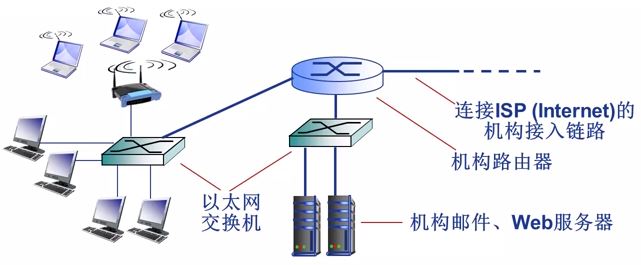 连接ISP (Internet)的
机构接入链路
机构路由器
以太网
交换机
机构邮件、Web服务器